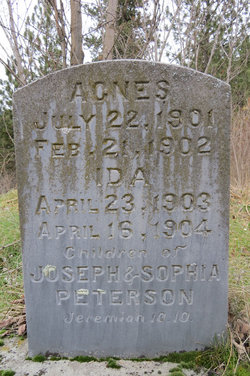 AGNES
JULY 22, 1901
FEB. 21, 1902
IDA
APRIL 23, 1903
APRIL 16, 1904
Children of
JOSEPH & SOPHIA
PETERSON
Jeremiah 10.10